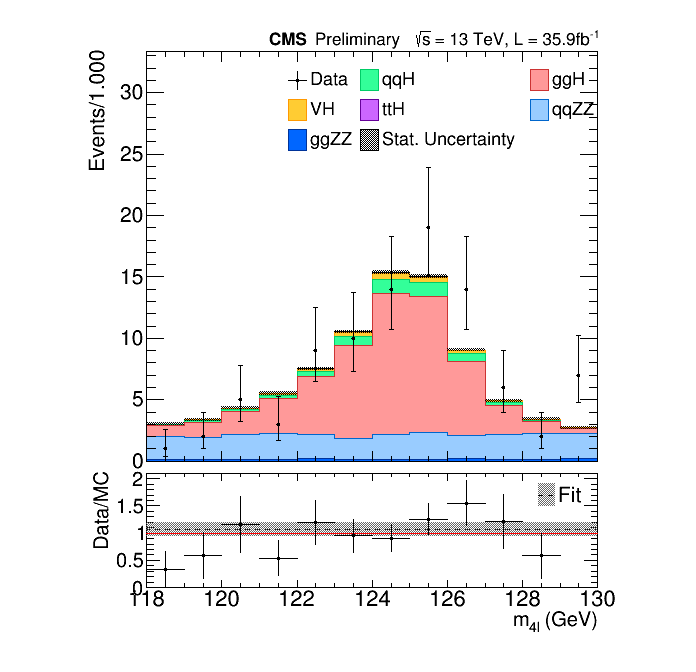 CMS Preliminary √s = 13 TeV, L = 35.9fb⁻¹
Events/1.000
Data qqH ggH
VH ttH qqZZ
ggZZ Stat. Uncertainty
30
25
20
15
10
5
0
Data/MC
Fit
2
1.5
1
0.5
0
118 120 122 124 126 128 130
m4l (GeV)